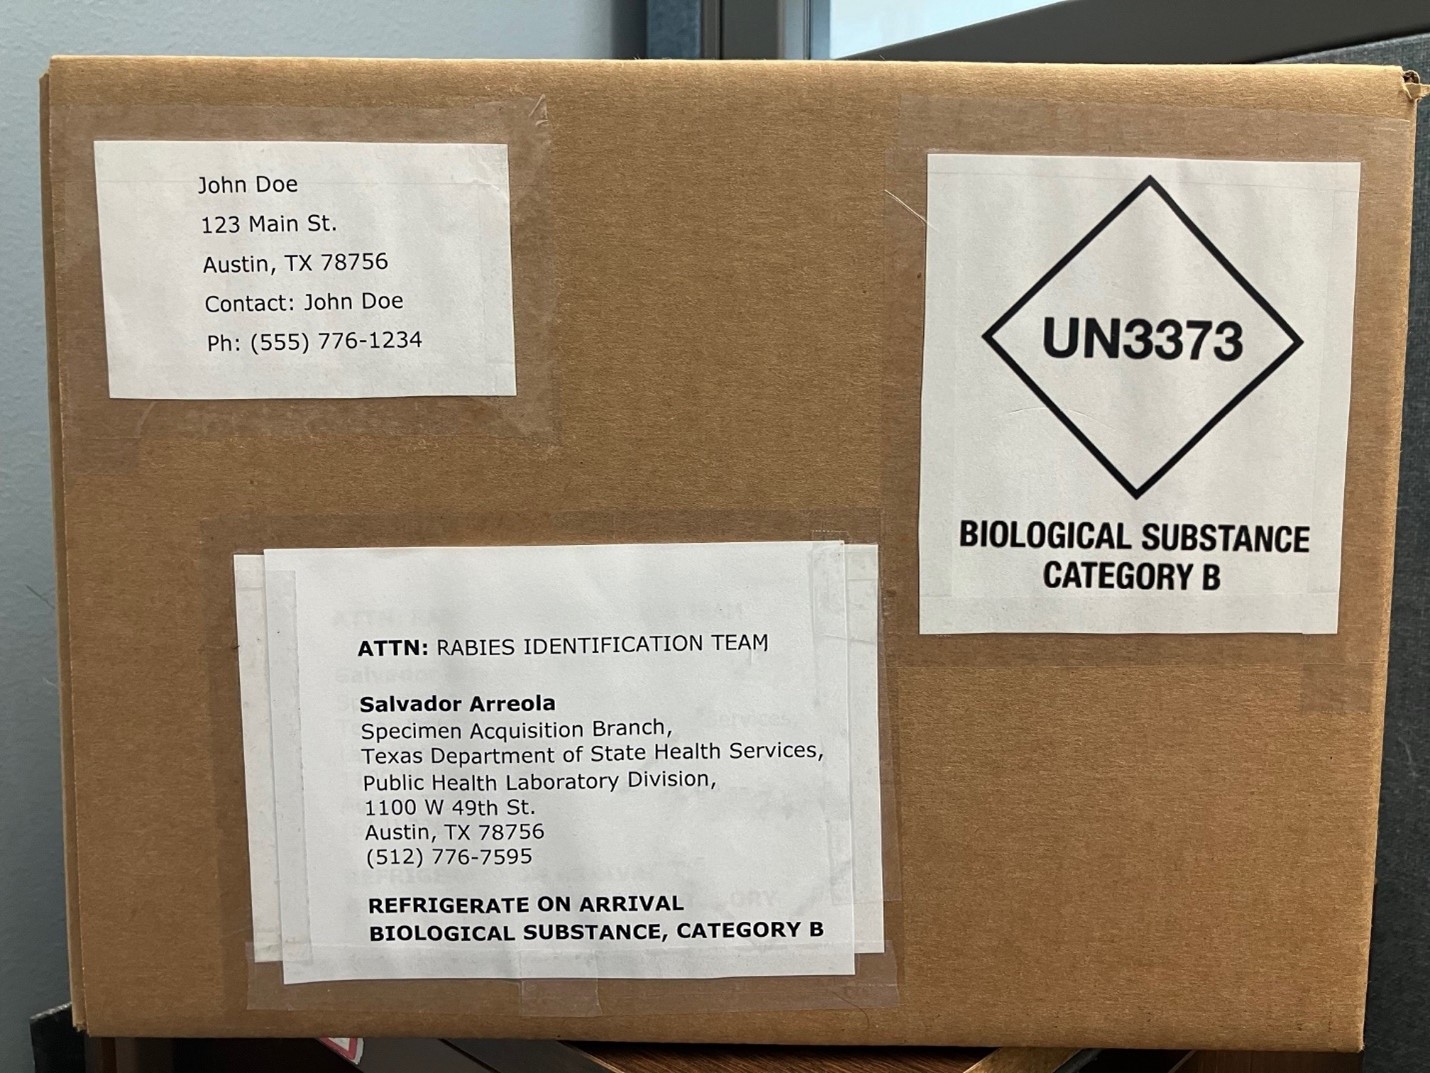 John Doe
123 Main St.
Austin, TX 78756
Contact: John Doe
Ph: (555) 776-1234
UN3373
BIOLOGICAL SUBSTANCE
CATEGORY B
ATTN: RABIES IDENTIFICATION TEAM
Salvador Arreola
Specimen Acquisition Branch,
Texas Department of State Health Services,
Public Health Laboratory Division,
1100 W 49th St.
Austin, TX 78756
(512) 776-7595
REFRIGERATE ON ARRIVAL
BIOLOGICAL SUBSTANCE, CATEGORY B